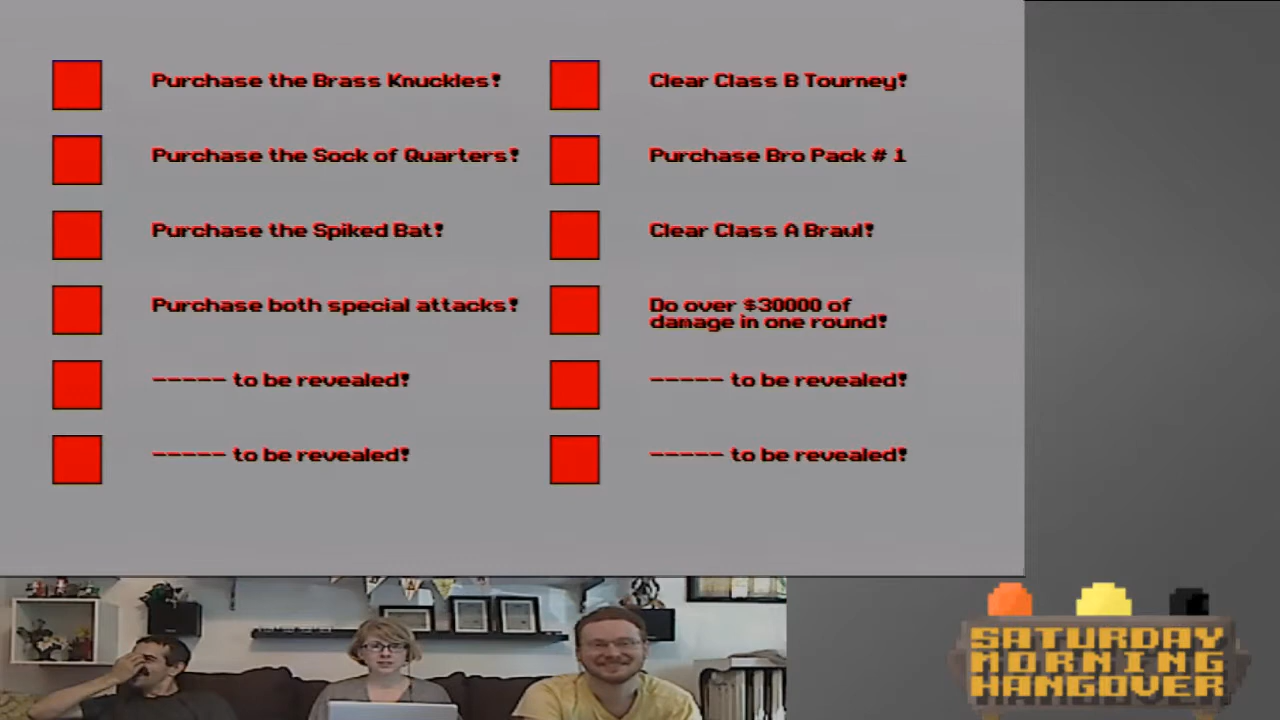 Purchase the Brass Knuckles!
Purchase the Sock of Quarters!
Purchase the Spiked Bat!
Purchase both special attacks!
----- to be revealed!
----- to be revealed!
Clear Class B Tourney!
Purchase Bro Pack # 1
Clear Class A Brawl!
Do over $30000 of
damage in one round!
----- to be revealed!
----- to be revealed!
SATURDAY
MORNING
HANGOVER